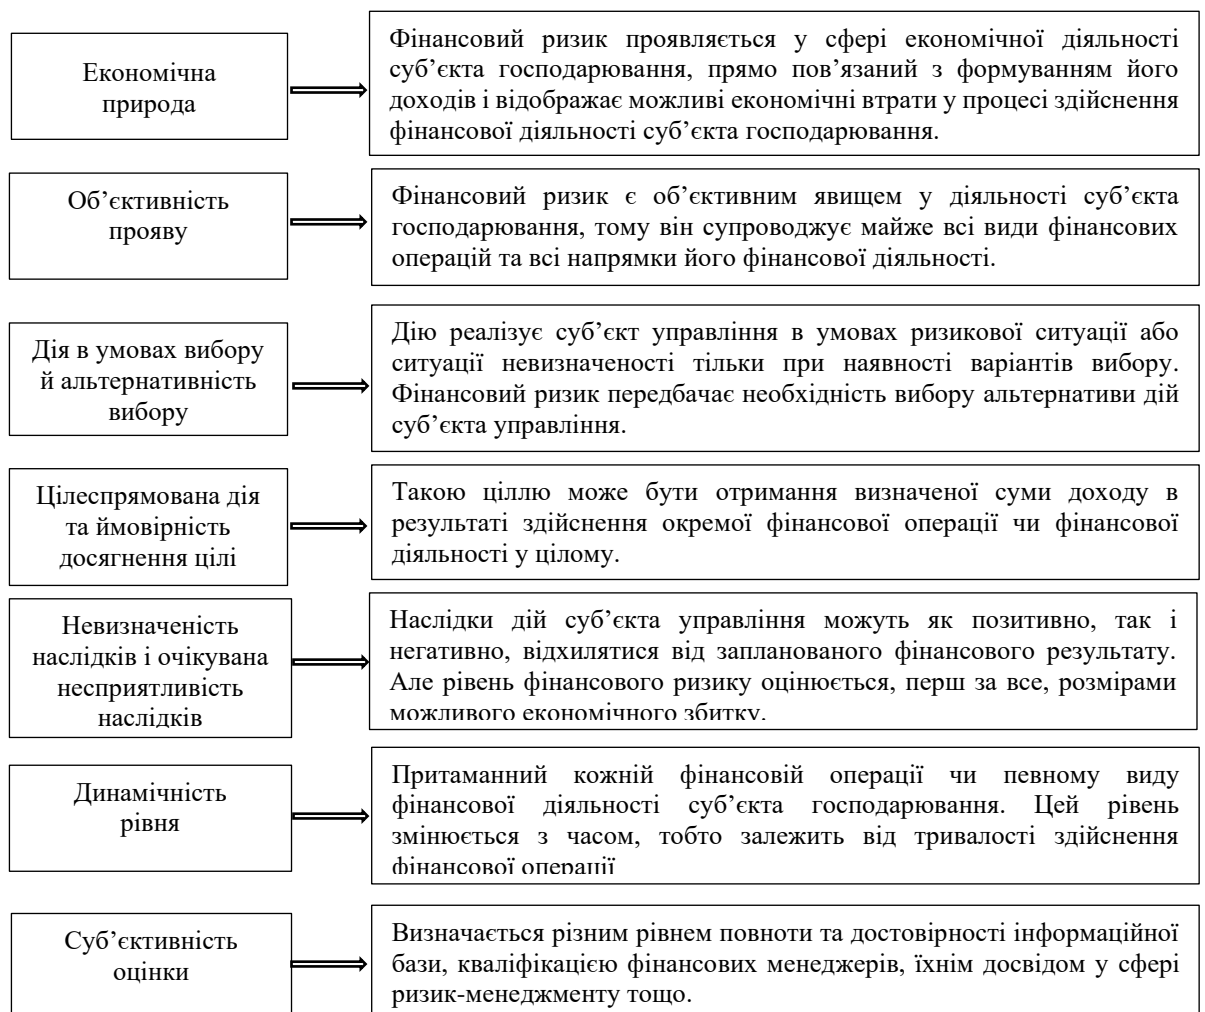 Економічна
природа
Фінансовий ризик проявляється у сфері економічної діяльності
суб’єкта господарювання, прямо пов’язаний з формуванням його
доходів і відображає можливі економічні втрати у процесі здійснення
фінансової діяльності суб’єкта господарювання.
Об’єктивність
прояву
Фінансовий ризик є об’єктивним явищем у діяльності суб’єкта
господарювання, тому він супроводжує майже всі види фінансових
операцій та всі напрямки його фінансової діяльності.
Дія в умовах вибору
й альтернативність
вибору
Дію реалізує суб’єкт управління в умовах ризикової ситуації або
ситуації невизначеності тільки при наявності варіантів вибору.
Фінансовий ризик передбачає необхідність вибору альтернативи дій
суб’єкта управління.
Цілеспрямована дія
та ймовірність
досягнення цілі
Такою ціллю може бути отримання визначеної суми доходу в
результаті здійснення окремої фінансової операції чи фінансової
діяльності у цілому.
Невизначеність
наслідків і очікувана
несприятливість
наслідків
Наслідки дій суб’єкта управління можуть як позитивно, так і
негативно, відхилятися від запланованого фінансового результату.
Але рівень фінансового ризику оцінюється, перш за все, розмірами
можливого економічного збитку.
Динамічність
рівня
Притаманний кожній фінансовій операції чи певному виду
фінансової діяльності суб’єкта господарювання. Цей рівень
змінюється з часом, тобто залежить від тривалості здійснення
фінансової операції
Суб’єктивність
оцінки
Визначається різним рівнем повноти та достовірності інформаційної
бази, кваліфікацією фінансових менеджерів, їхнім досвідом у сфері
ризик-менеджменту тощо.